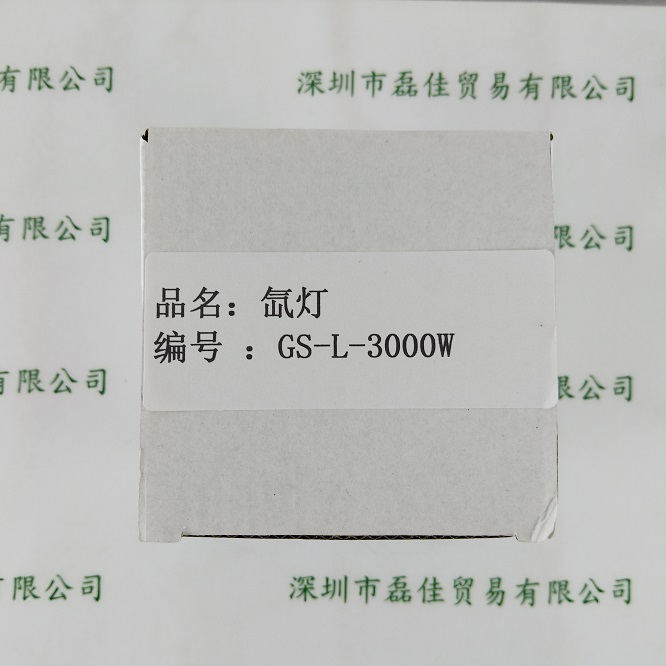 有限公司
深圳市磊佳贸易有限公司
有限公司
限公司
品名：氙灯
编号 ：GS-L-3000W
有限公司
限公司
有限公司
深圳市磊佳贸易有限公司